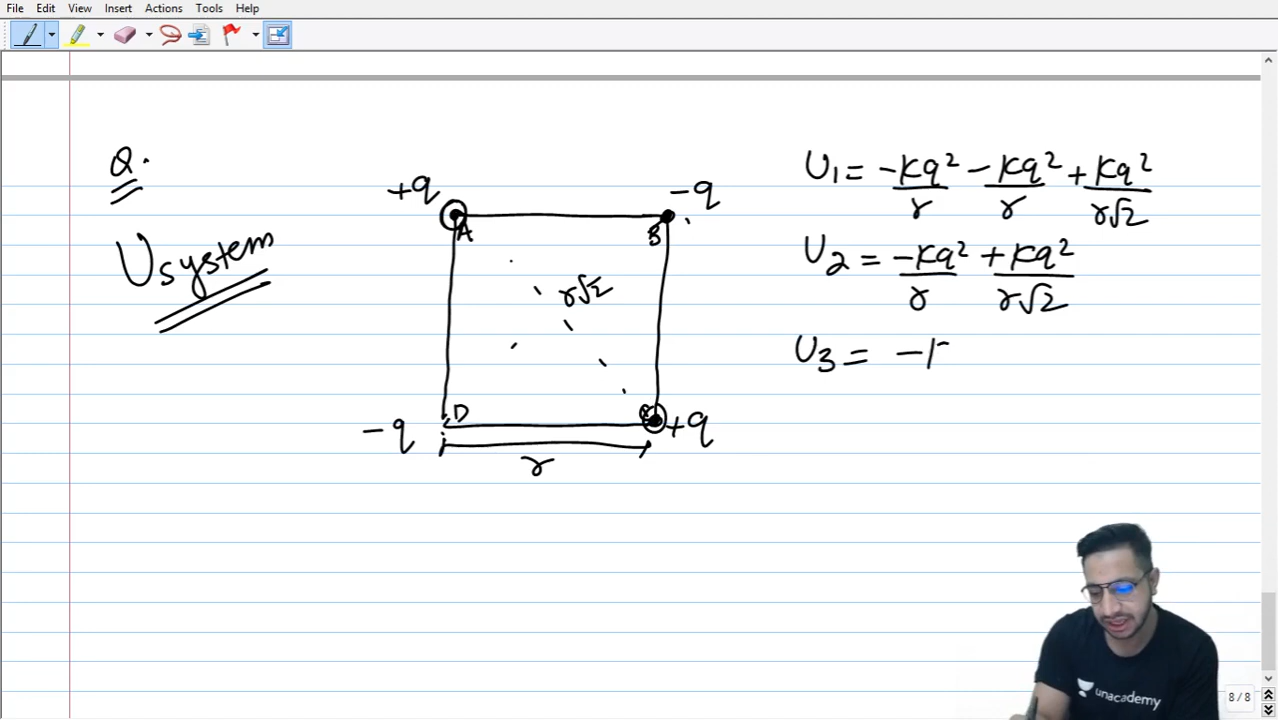 File Edit View Insert Actions Tools Help
Q.
Usystem
+q
-q
A
B
r√2
D
-q
+q
r
U1 = -Kq²/r - Kq²/r + Kq²/r√2
U2 = -Kq²/r + Kq²/r√2
U3 =
unacademy
8/8